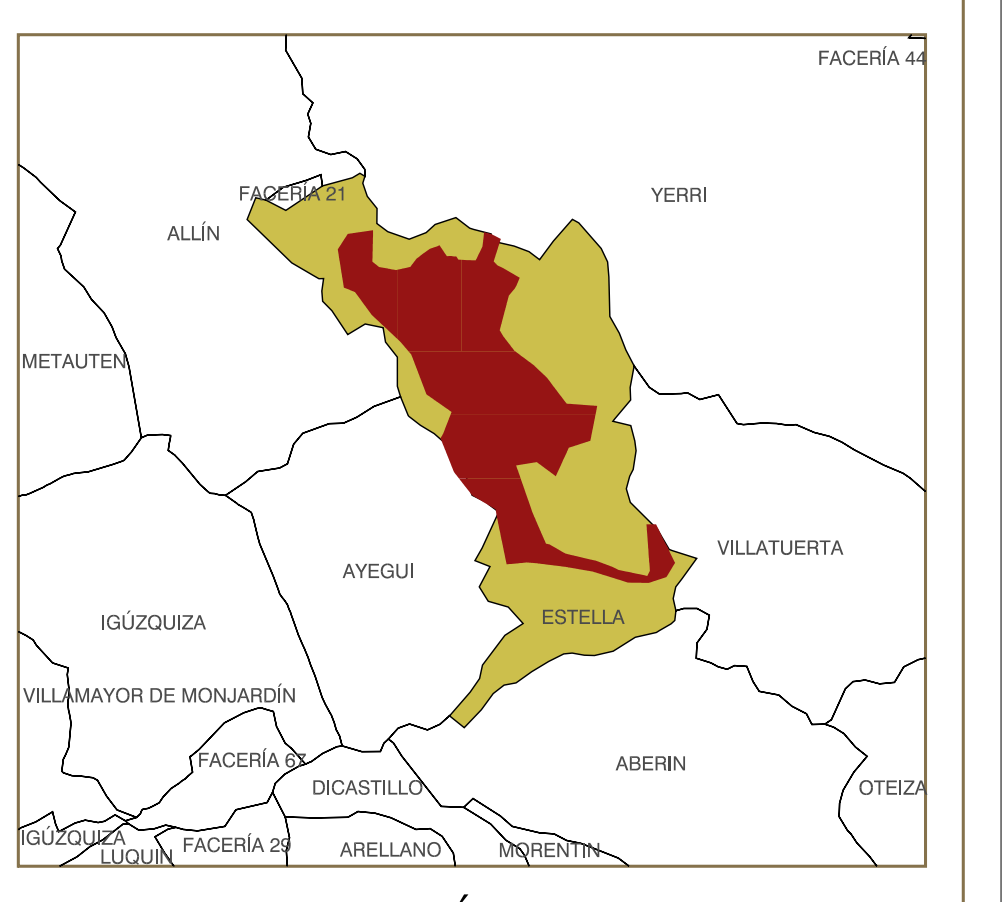 FACERÍA 44
FACERÍA 21
YERRI
ALLÍN
METAUTEN
VILLATUERTA
AYEGUI
ESTELLA
IGÚZQUIZA
VILLAMAYOR DE MONJARDÍN
FACERÍA 67
ABERIN
DICASTILLO
OTEIZA
IGÚZQUIZA
FACERÍA 29
ARELLANO
MORENTIN
LUQUIN